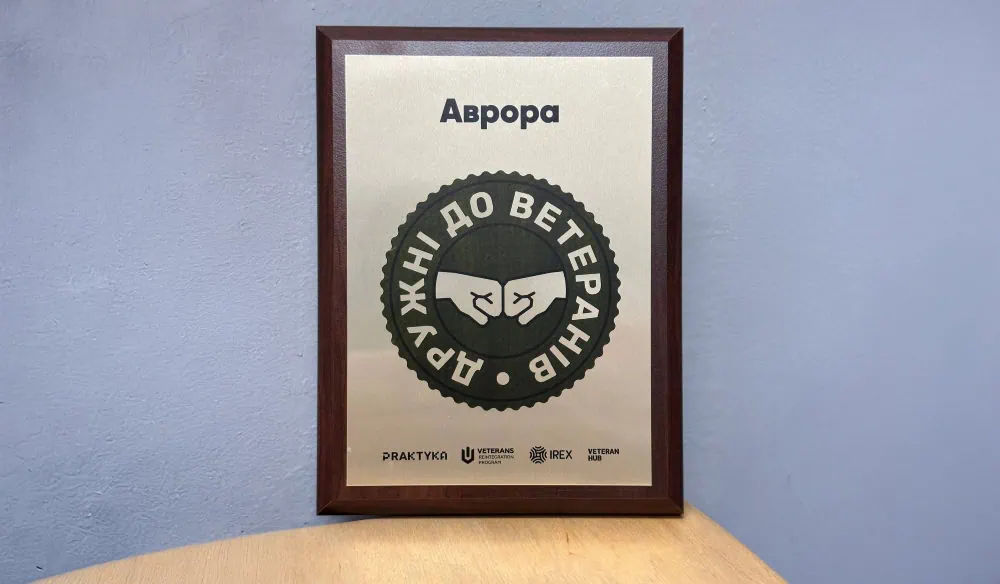 Аврора
ДРУЖНІ ДО ВЕТЕРАНІВ •
PRAKTYKA
VETERANS
REINTEGRATION
PROGRAM
IREX
VETERAN
HUB